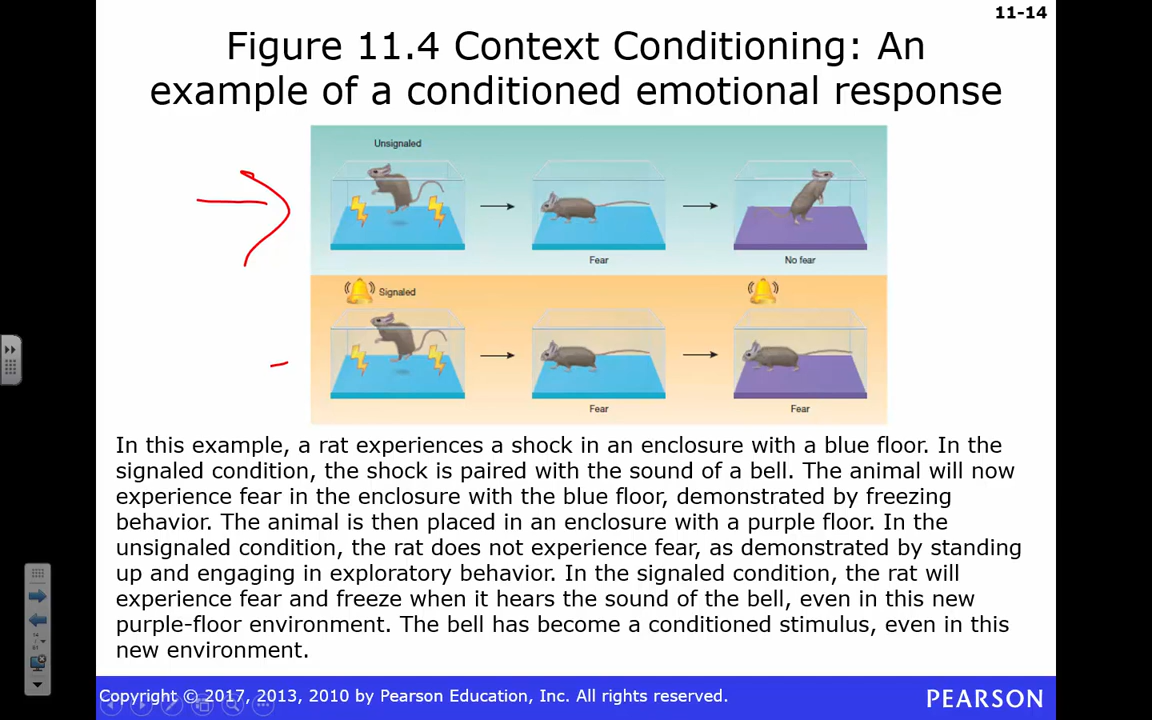 11-14
Figure 11.4 Context Conditioning: An
example of a conditioned emotional response
Unsignaled
Fear
No fear
Signaled
Fear
Fear
In this example, a rat experiences a shock in an enclosure with a blue floor. In the
signaled condition, the shock is paired with the sound of a bell. The animal will now
experience fear in the enclosure with the blue floor, demonstrated by freezing
behavior. The animal is then placed in an enclosure with a purple floor. In the
unsignaled condition, the rat does not experience fear, as demonstrated by standing
up and engaging in exploratory behavior. In the signaled condition, the rat will
experience fear and freeze when it hears the sound of the bell, even in this new
purple-floor environment. The bell has become a conditioned stimulus, even in this
new environment.
Copyright © 2017, 2013, 2010 by Pearson Education, Inc. All rights reserved.
PEARSON